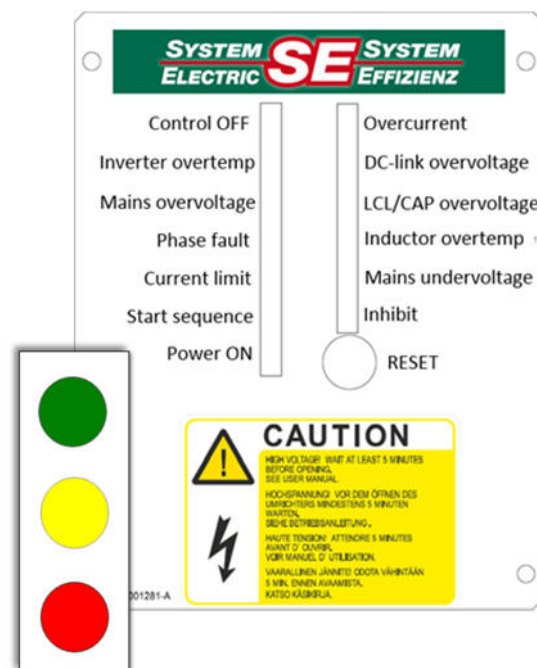 SYSTEM SE SYSTEM
ELECTRIC EFFIZIENZ
Control OFF
Inverter overtemp
Mains overvoltage
Phase fault
Current limit
Start sequence
Power ON
Overcurrent
DC-link overvoltage
LCL/CAP overvoltage
Inductor overtemp
Mains undervoltage
Inhibit
RESET
CAUTION
HIGH VOLTAGE! WAIT AT LEAST 5 MINUTES
BEFORE OPENING.
SEE USER MANUAL.
HOCHSPANNUNG! VOR DEM ÖFFNEN DES
UMRICHTERS MINDESTENS 5 MINUTEN
WARTEN.
SIEHE BETRIEBSANLEITUNG.
HAUTE TENSION! ATTENDRE 5 MINUTES
AVANT D' OUVRIR.
VOIR MANUEL D' UTILISATION.
VAARALLINEN JÄNNITE! ODOTA VÄHINTÄÄN
5 MIN. ENNEN AVAAMISTA.
KATSO KÄSIKIRJA.
001281-A